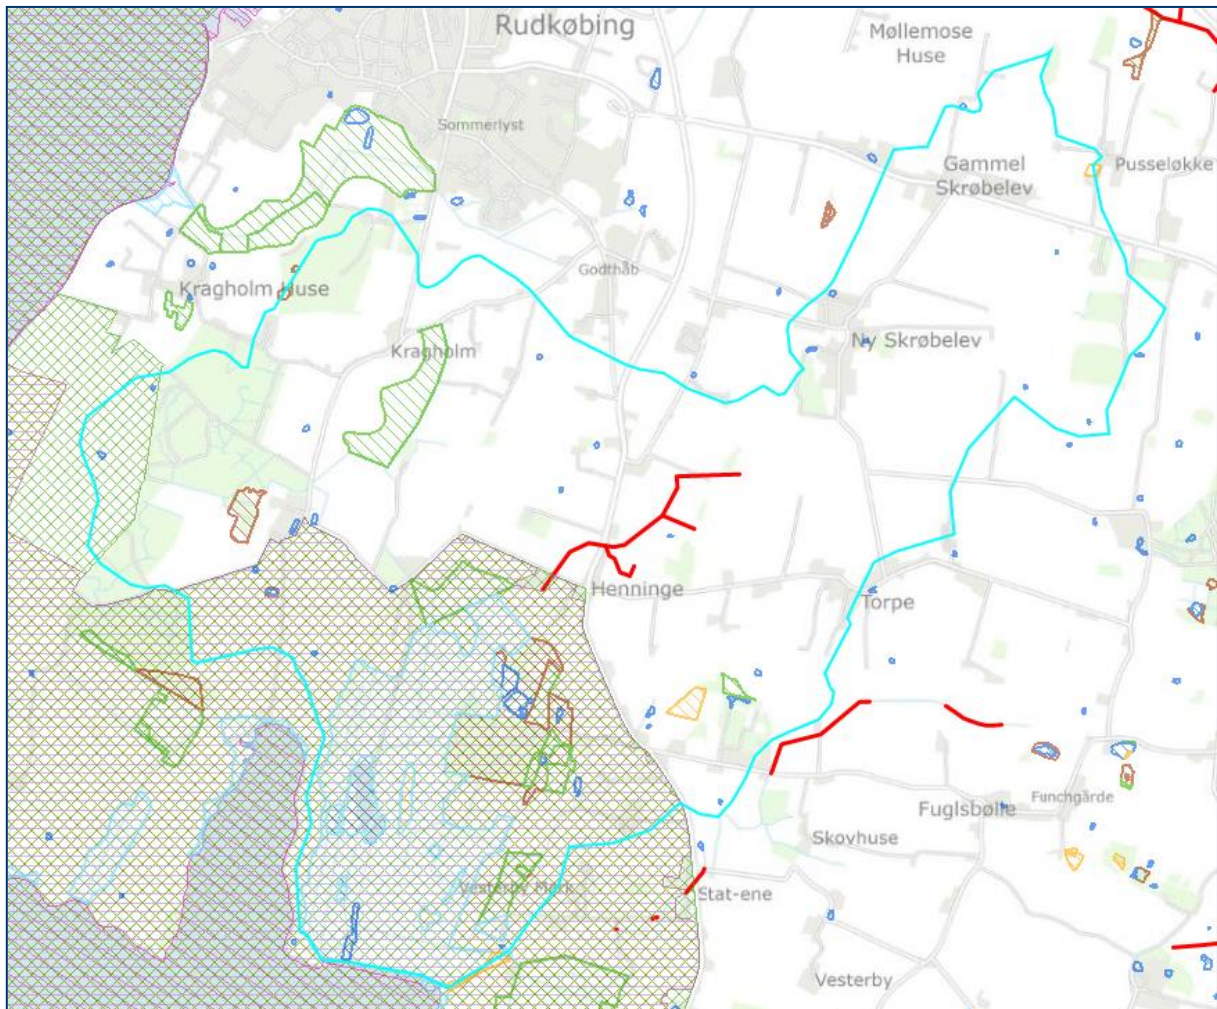 Rudkøbing
Møllemose
Huse
Sommerlyst
Gammel
Skrøbelev
Pusseløkke
Godthåb
Kragholm Huse
Ny Skrøbelev
Kragholm
Henninge
Torpe
Funchgårde
Fuglsbølle
Skovhuse
Vesterby Mark
Stat-ene
Vesterby